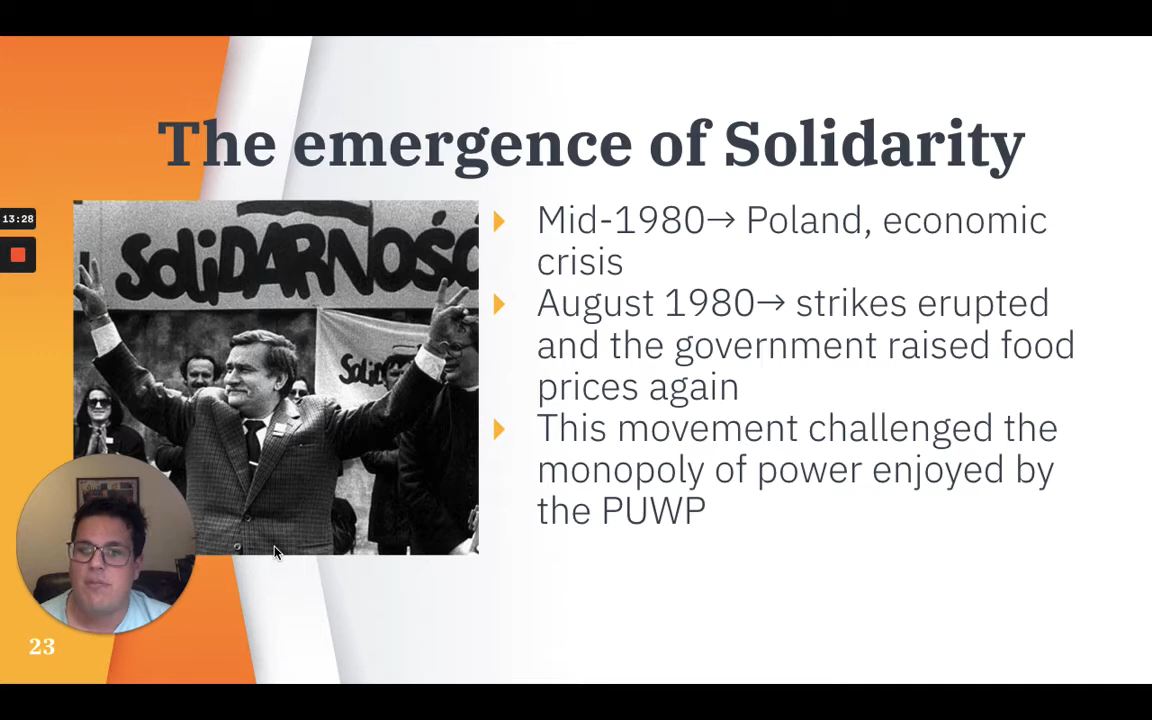 The emergence of Solidarity
13:28
SOLIDARNOŚĆ
Mid-1980→ Poland, economic
crisis
August 1980→ strikes erupted
and the government raised food
prices again
This movement challenged the
monopoly of power enjoyed by
the PUWP
23